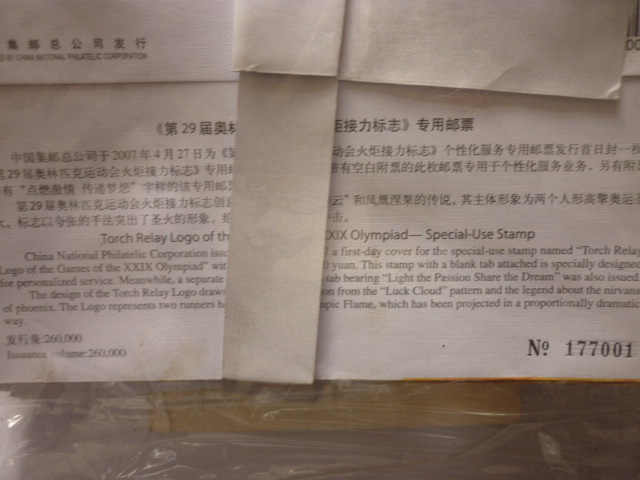 集邮总公司发行
BY CHINA NATIONAL PHILATELIC CORPORATION
《第29届奥林 炬接力标志》专用邮票
中国集邮总公司于2007年4月27日为《第 动会火炬接力标志》个性化服务专用邮票发行首日封一枚
第29届奥林匹克运动会火炬接力标志》专用邮 带有空白附票的此枚邮票专用于个性化服务业务,另有附
有“点燃激情 传递梦想”字样的该专用邮
第29届奥林匹克运动会火炬接力标志创意 云”和凤凰涅槃的传说。其主体形象为两个人形高擎奥运圣
标志以夸张的手法突出了圣火的形象,
Torch Relay Logo of the XXIX Olympiad— Special-Use Stamp
China National Philatelic Corporation issu a first-day cover for the special-use stamp named “Torch Relay
Logo of the Games of the XXIX Olympiad” wit 0 yuan. This stamp with a blank tab attached is specially designed
for personalized service. Meanwhile, a separate tab bearing “Light the Passion Share the Dream” was also issued.
The design of the Torch Relay Logo draws on from the “Luck Cloud” pattern and the legend about the nirvana
of phoenix. The Logo represents two runners h pic Flame, which has been projected in a proportionally dramatic
way.
发行量:260,000
Issuance volume:260,000
№ 177001